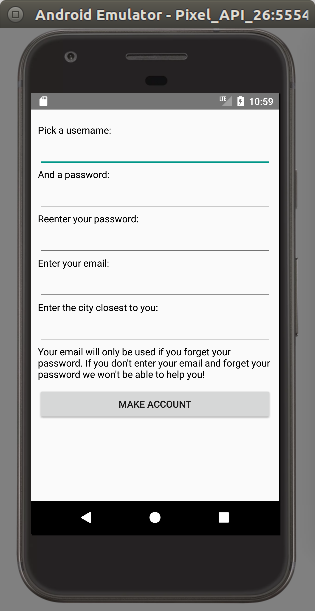 Android Emulator - Pixel_API_26:5554
LTE 10:59
Pick a username:
And a password:
Reenter your password:
Enter your email:
Enter the city closest to you:
Your email will only be used if you forget your
password. If you don't enter your email and forget your
password we won't be able to help you!
MAKE ACCOUNT